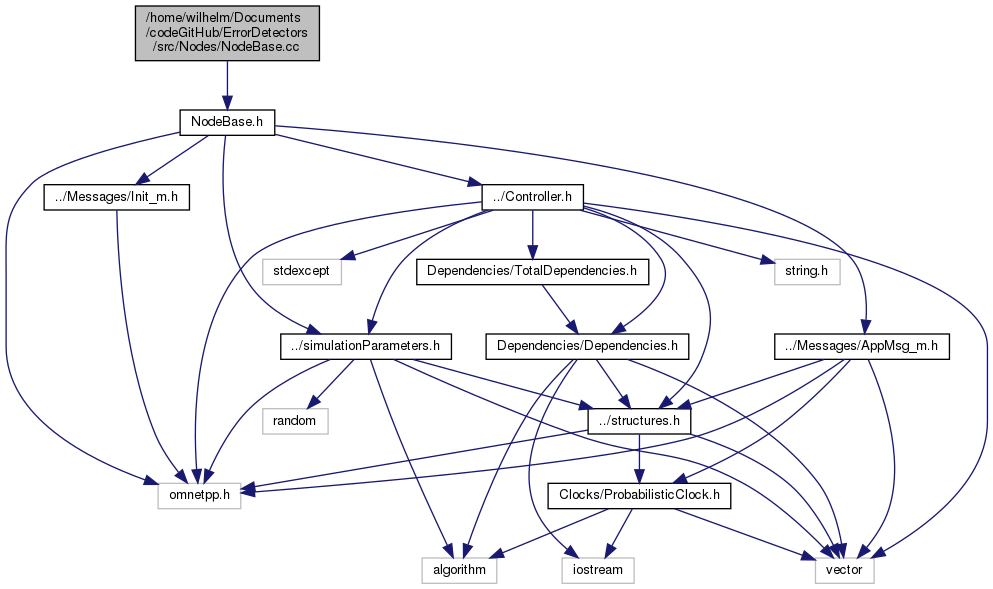 /home/wilhelm/Documents
/codeGitHub/ErrorDetectors
/src/Nodes/NodeBase.cc
NodeBase.h
../Messages/Init_m.h
../Controller.h
stdexcept
Dependencies/TotalDependencies.h
string.h
../simulationParameters.h
Dependencies/Dependencies.h
../Messages/AppMsg_m.h
random
../structures.h
omnetpp.h
Clocks/ProbabilisticClock.h
algorithm
iostream
vector